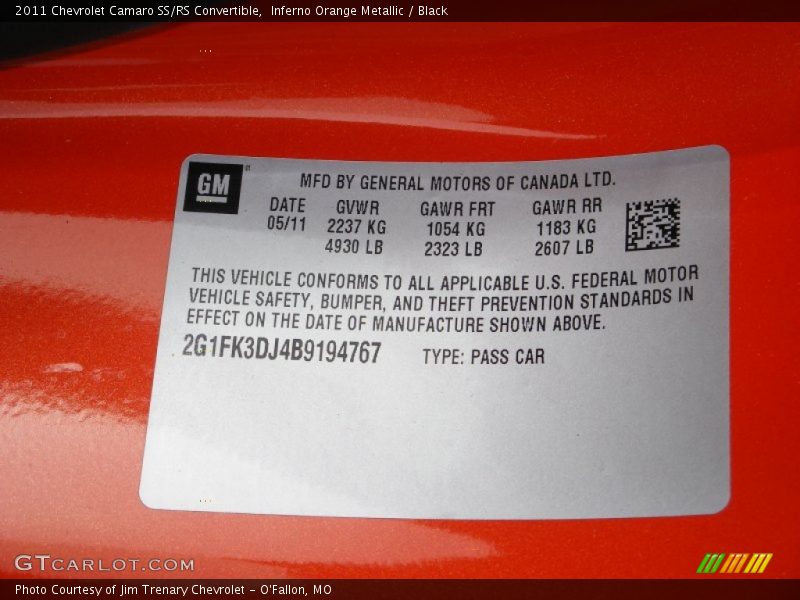 2011 Chevrolet Camaro SS/RS Convertible,  Inferno Orange Metallic / Black
GM
MFD BY GENERAL MOTORS OF CANADA LTD.
DATE GVWR GAWR FRT GAWR RR
05/11 2237 KG 1054 KG 1183 KG
4930 LB 2323 LB 2607 LB
THIS VEHICLE CONFORMS TO ALL APPLICABLE U.S. FEDERAL MOTOR
VEHICLE SAFETY, BUMPER, AND THEFT PREVENTION STANDARDS IN
EFFECT ON THE DATE OF MANUFACTURE SHOWN ABOVE.
2G1FK3DJ4B9194767 TYPE: PASS CAR
GTCARLOT.COM
Photo Courtesy of Jim Trenary Chevrolet - O'Fallon, MO